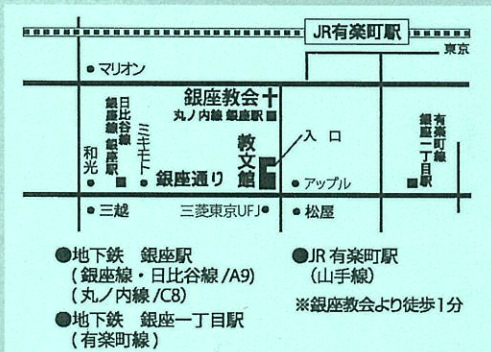 JR有楽町駅
東京
マリオン
銀座教会
丸ノ内線 銀座駅
日比谷線
銀座線 銀座駅
ミキモト
和光
教文館
入口
銀座通り
アップル
有楽町線
銀座一丁目駅
三越
三菱東京UFJ
松屋
●地下鉄 銀座駅
(銀座線・日比谷線/A9)
(丸ノ内線/C8)
●地下鉄 銀座一丁目駅
(有楽町線)
●JR有楽町駅
(山手線)
※銀座教会より徒歩1分